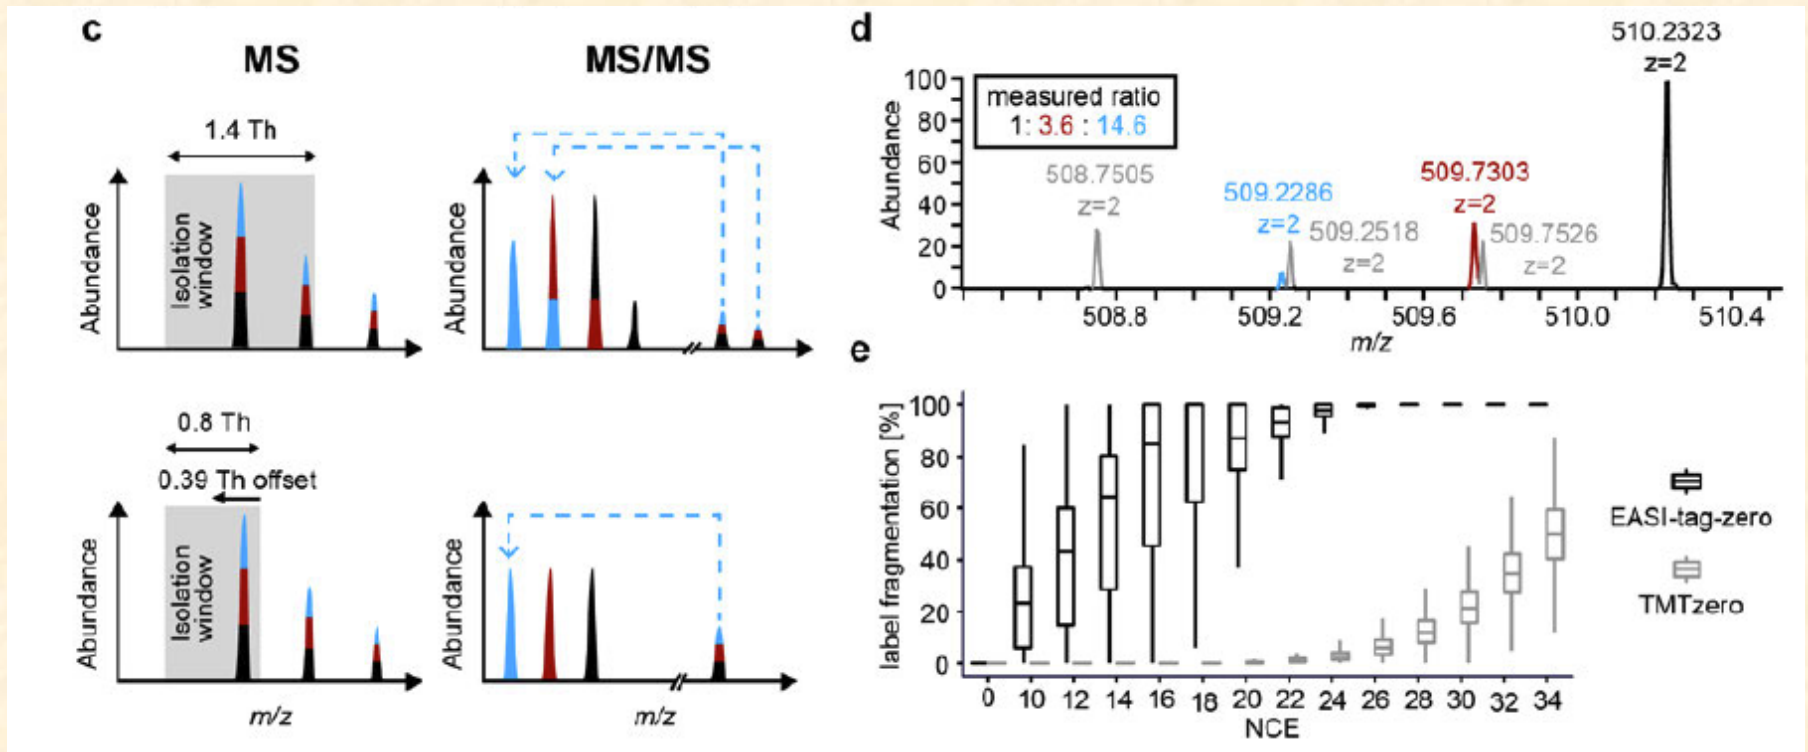 c
MS
MS/MS
1.4 Th
Abundance
Isolation
window
Abundance
0.8 Th
0.39 Th offset
Abundance
Isolation
window
m/z
Abundance
m/z
d
510.2323
z=2
measured ratio
1: 3.6 : 14.6
Abundance
100
80
60
40
20
0
508.7505
z=2
509.2286
z=2
509.2518
z=2
509.7303
z=2
509.7526
z=2
508.8 509.2 509.6 510.0 510.4
m/z
e
label fragmentation [%]
100
80
60
40
20
0
0 10 12 14 16 18 20 22 24 26 28 30 32 34
NCE
EASI-tag-zero
TMTzero